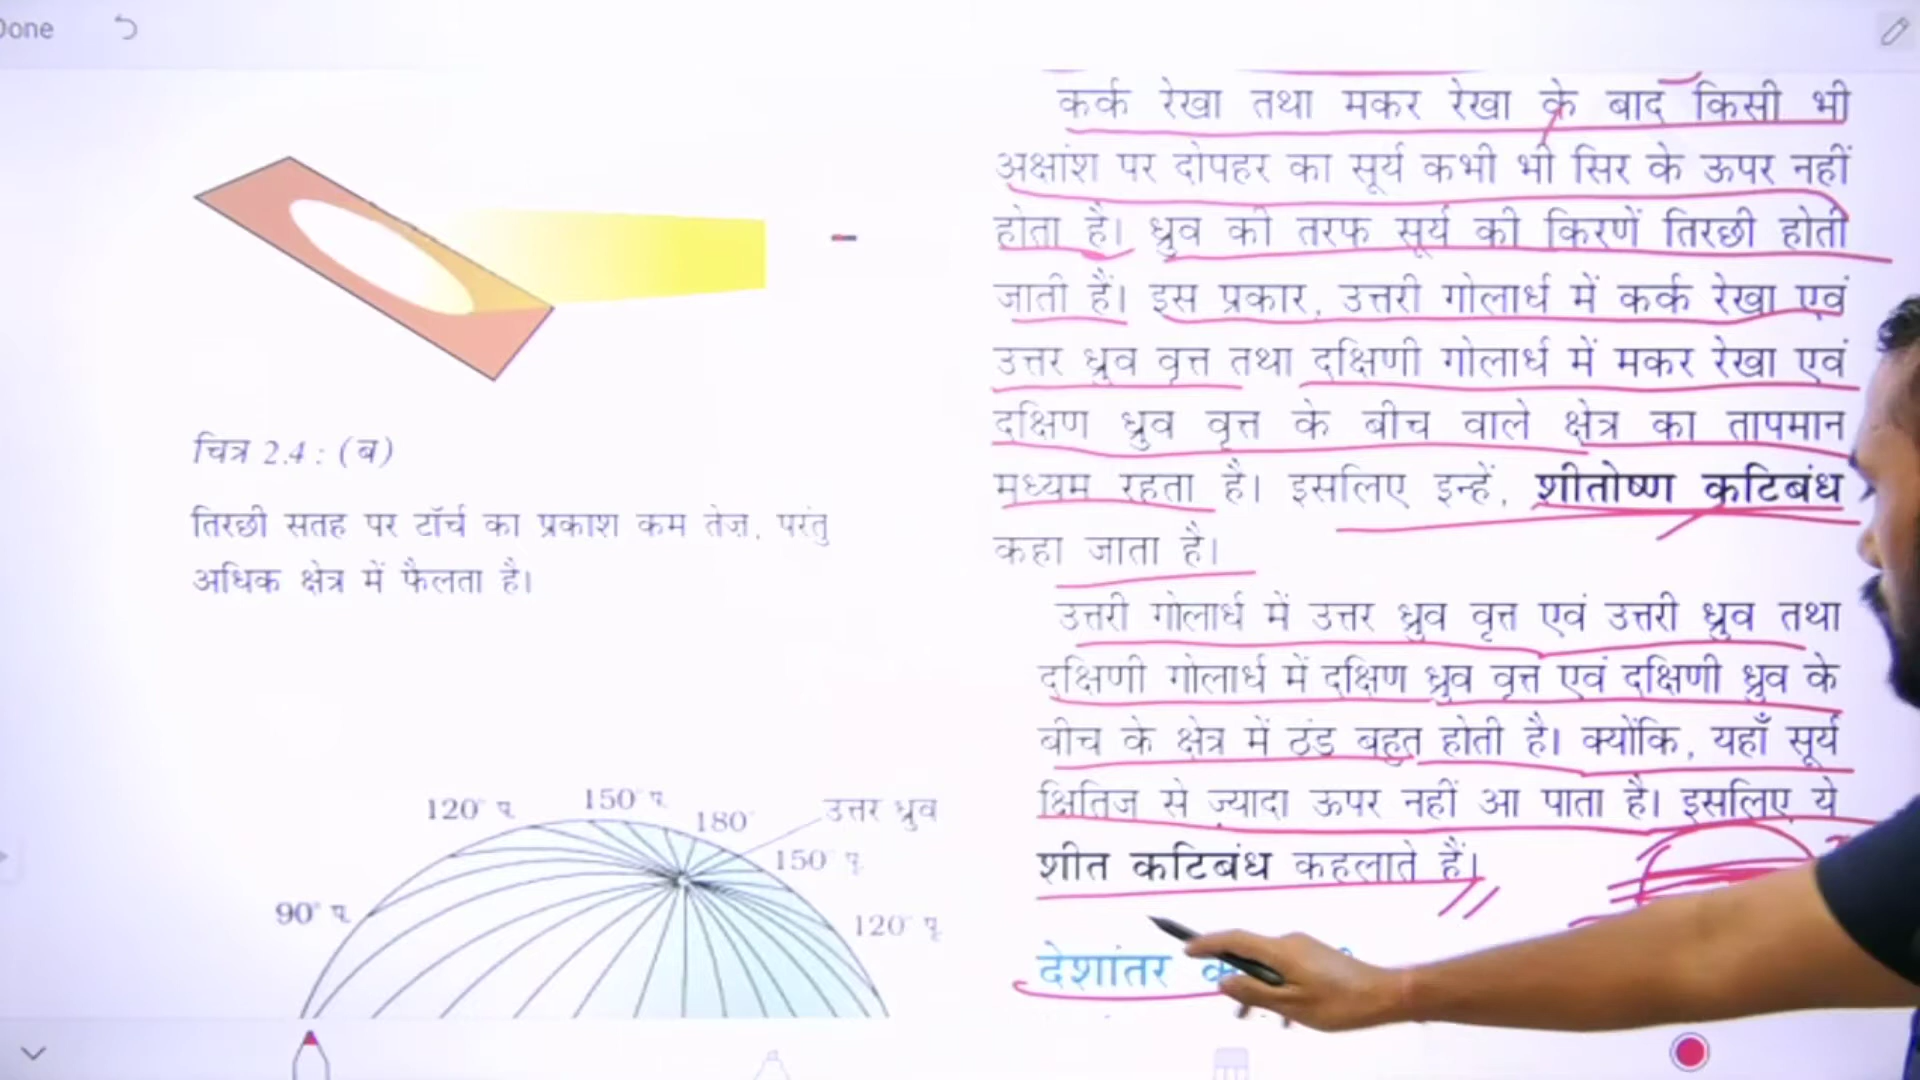 Done
चित्र 2.4 : (ब)
तिरछी सतह पर टॉर्च का प्रकाश कम तेज़, परंतु
अधिक क्षेत्र में फैलता है।
120° प.
150° प.
180°
उत्तर ध्रुव
150° पू.
90° प.
120° पू.
कर्क रेखा तथा मकर रेखा के बाद किसी भी
अक्षांश पर दोपहर का सूर्य कभी भी सिर के ऊपर नहीं
होता है। ध्रुव की तरफ सूर्य की किरणें तिरछी होती
जाती हैं। इस प्रकार, उत्तरी गोलार्ध में कर्क रेखा एवं
उत्तर ध्रुव वृत्त तथा दक्षिणी गोलार्ध में मकर रेखा एवं
दक्षिण ध्रुव वृत्त के बीच वाले क्षेत्र का तापमान
मध्यम रहता है। इसलिए इन्हें, शीतोष्ण कटिबंध
कहा जाता है।
उत्तरी गोलार्ध में उत्तर ध्रुव वृत्त एवं उत्तरी ध्रुव तथा
दक्षिणी गोलार्ध में दक्षिण ध्रुव वृत्त एवं दक्षिणी ध्रुव के
बीच के क्षेत्र में ठंड बहुत होती है। क्योंकि, यहाँ सूर्य
क्षितिज से ज़्यादा ऊपर नहीं आ पाता है। इसलिए ये
शीत कटिबंध कहलाते हैं।
देशांतर